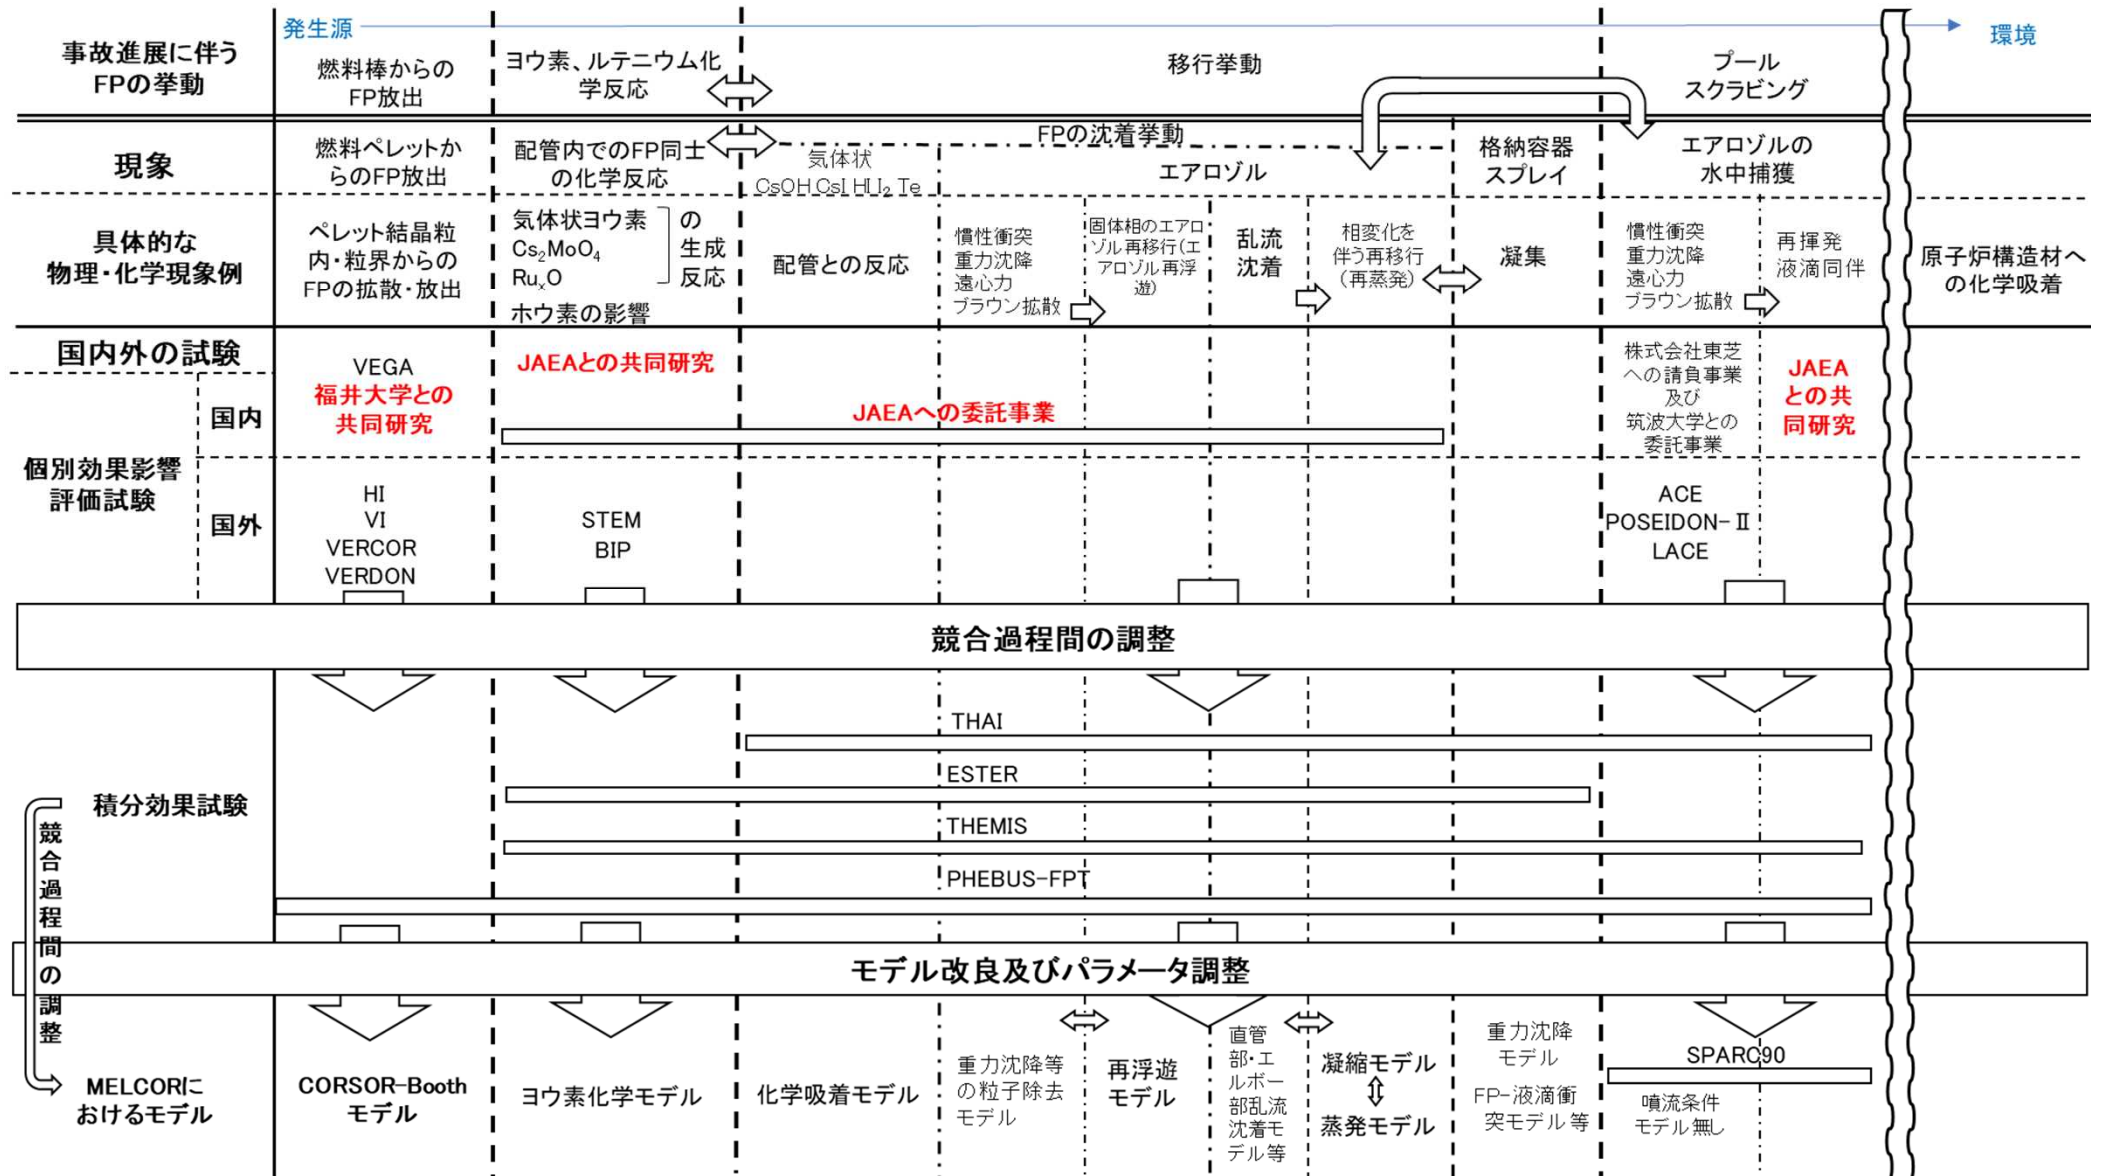 発生源
環境
事故進展に伴う
FPの挙動
燃料棒からの
FP放出
ヨウ素、ルテニウム化
学反応
移行挙動
プール
スクラビング
現象
燃料ペレットか
らのFP放出
配管内でのFP同士
の化学反応
FPの沈着挙動
気体状
CsOH CsI HI I₂ Te
エアロゾル
格納容器
スプレイ
エアロゾルの
水中捕獲
具体的な
物理・化学現象例
ペレット結晶粒
内・粒界からの
FPの拡散・放出
気体状ヨウ素
Cs₂MoO₄
RuₓO
の
生成
反応
ホウ素の影響
配管との反応
慣性衝突
重力沈降
遠心力
ブラウン拡散
固体相のエアロ
ゾル再移行(エ
アロゾル再浮
遊)
乱流
沈着
相変化を
伴う再移行
(再蒸発)
凝集
慣性衝突
重力沈降
遠心力
ブラウン拡散
再揮発
液滴同伴
原子炉構造材へ
の化学吸着
国内外の試験
個別効果影響
評価試験
国内
VEGA
福井大学との
共同研究
JAEAとの共同研究
JAEAへの委託事業
株式会社東芝
への請負事業
及び
筑波大学との
委託事業
JAEA
との共
同研究
国外
HI
VI
VERCOR
VERDON
STEM
BIP
ACE
POSEIDON-Ⅱ
LACE
競合過程間の調整
積分効果試験
THAI
ESTER
THEMIS
PHEBUS-FPT
競合過程間の調整
モデル改良及びパラメータ調整
MELCORに
おけるモデル
CORSOR-Booth
モデル
ヨウ素化学モデル
化学吸着モデル
重力沈降等
の粒子除去
モデル
再浮遊
モデル
直管
部・エ
ルボー
部乱流
沈着モ
デル等
凝縮モデル
蒸発モデル
重力沈降
モデル
FP-液滴衝
突モデル等
SPARC90
噴流条件
モデル無し